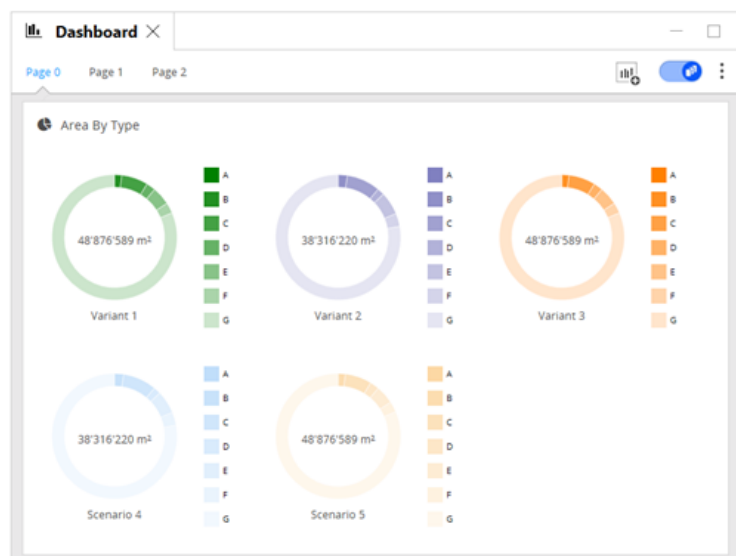 Dashboard
Page 0 Page 1 Page 2
Area By Type
48'876'589 m²
Variant 1
A
B
C
D
E
F
G
38'316'220 m²
Variant 2
A
B
C
D
E
F
G
48'876'589 m²
Variant 3
A
B
C
D
E
F
G
38'316'220 m²
Scenario 4
A
B
C
D
E
F
G
48'876'589 m²
Scenario 5
A
B
C
D
E
F
G